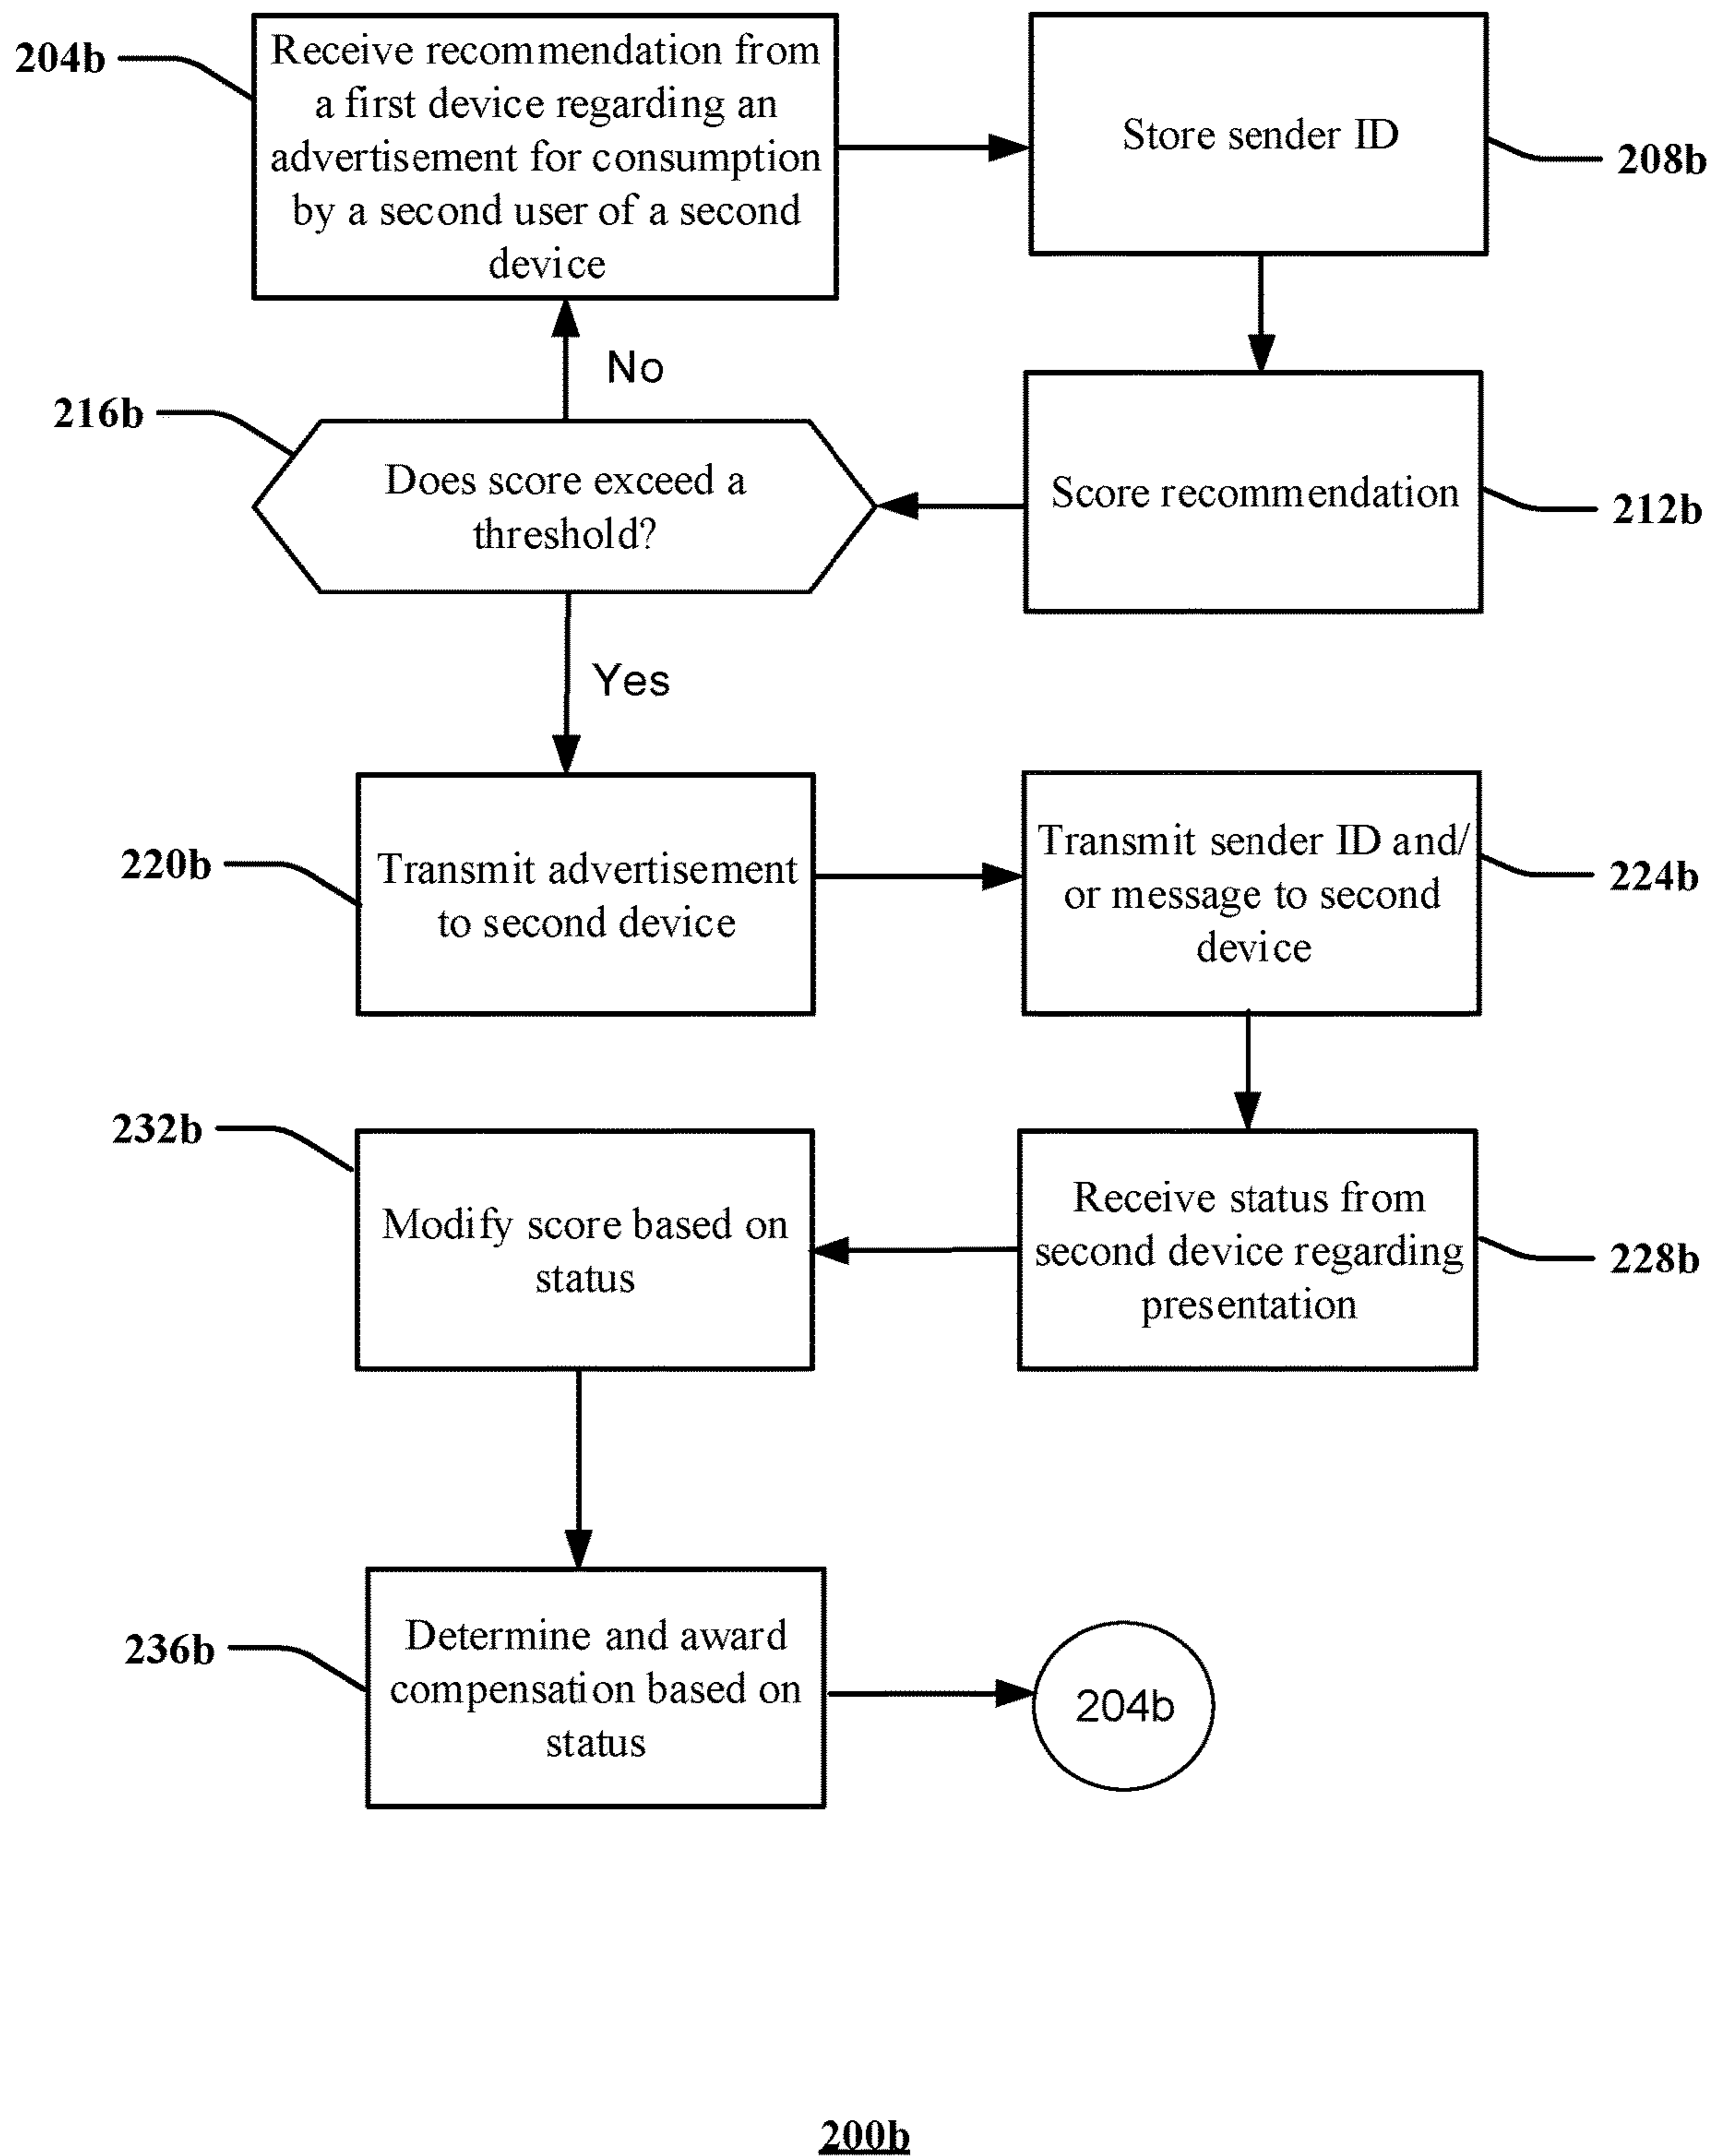 204b
Receive recommendation from
a first device regarding an
advertisement for consumption
by a second user of a second
device
Store sender ID
208b
No
216b
Does score exceed a
threshold?
Score recommendation
212b
Yes
220b
Transmit advertisement
to second device
Transmit sender ID and/
or message to second
device
224b
232b
Modify score based on
status
Receive status from
second device regarding
presentation
228b
236b
Determine and award
compensation based on
status
204b
200b